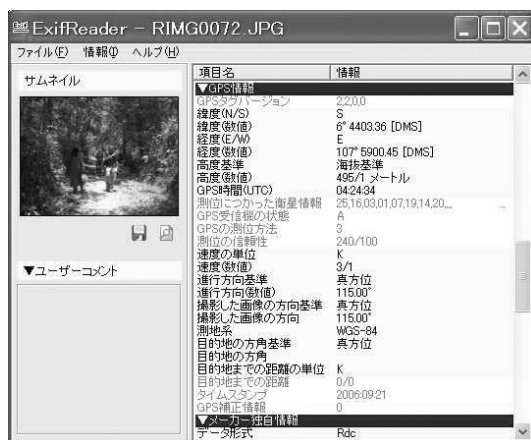 ExifReader - RIMG0072.JPG
ファイル(F) 情報(I) ヘルプ(H)
サムネイル
▼ユーザーコメント
項目名 情報
▼GPS情報
GPSタグバージョン 2,2,0,0
緯度(N/S) S
緯度(数値) 6° 4403.36 [DMS]
経度(E/W) E
経度(数値) 107° 5900.45 [DMS]
高度基準 海抜基準
高度(数値) 495/1 メートル
GPS時間(UTC) 04:24:34
測位につかった衛星情報 25,16,03,01,07,19,14,20,... ...
GPS受信機の状態 A
GPSの測位方法 3
測位の信頼性 240/100
速度の単位 K
速度(数値) 3/1
進行方向基準 真方位
進行方向(数値) 115.00°
撮影した画像の方向基準 真方位
撮影した画像の方向 115.00°
測地系 WGS-84
目的地の方角基準 真方位
目的地の方角
目的地までの距離の単位 K
目的地までの距離 0/0
タイムスタンプ 2006:09:21
GPS補正情報 0
▼メーカー独自情報
データ形式 Rdc